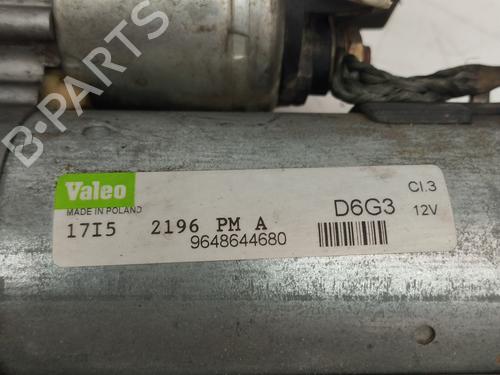 Valeo
MADE IN POLAND
17I5 2196 PM A
9648644680
D6G3
Cl.3
12V
B-PARTS